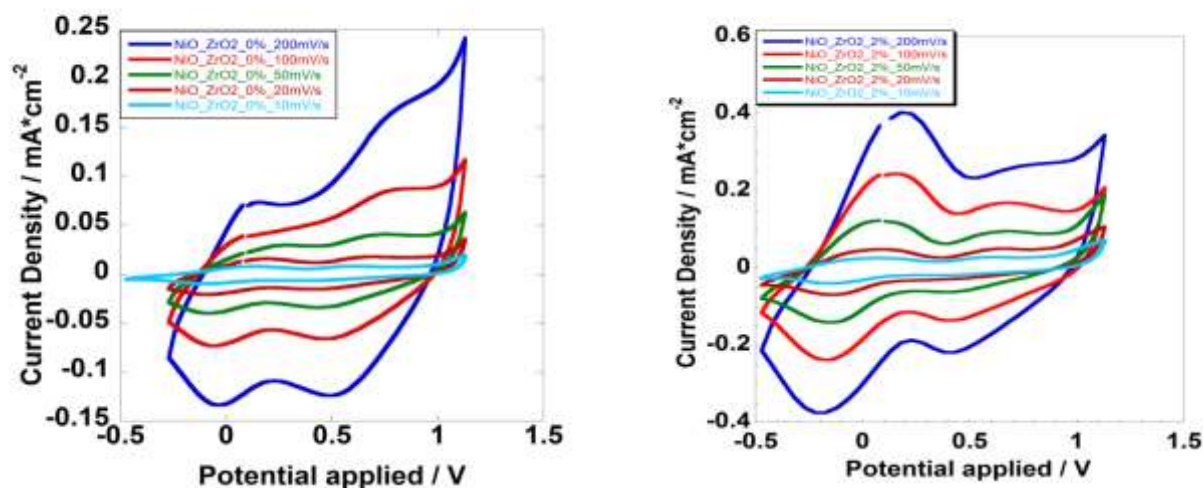 0.25
0.2
0.15
0.1
0.05
0
-0.05
-0.1
-0.15
Current Density / mA*cm-2
NiO_ZrO2_0%_200mV/s
NiO_ZrO2_0%_100mV/s
NiO_ZrO2_0%_50mV/s
NiO_ZrO2_0%_20mV/s
NiO_ZrO2_0%_10mV/s
-0.5 0 0.5 1 1.5
Potential applied / V
0.6
0.4
0.2
0
-0.2
-0.4
Current Density / mA*cm-2
NiO_ZrO2_2%_200mV/s
NiO_ZrO2_2%_100mV/s
NiO_ZrO2_2%_50mV/s
NiO_ZrO2_2%_20mV/s
NiO_ZrO2_2%_10mV/s
-0.5 0 0.5 1 1.5
Potential applied / V